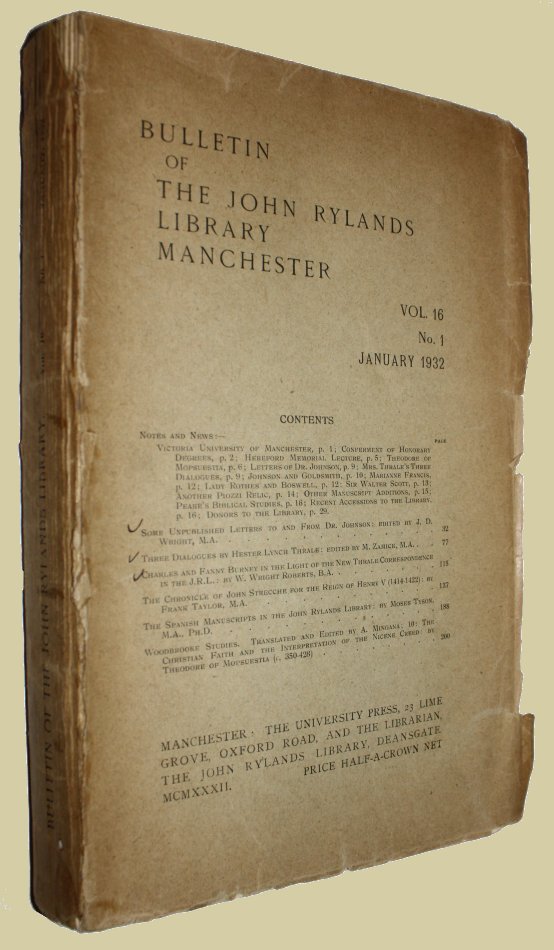 BULLETIN
OF
THE JOHN RYLANDS
LIBRARY
MANCHESTER
VOL. 16
No. 1
JANUARY 1932
CONTENTS
PAGE
NOTES AND NEWS:—
VICTORIA UNIVERSITY OF MANCHESTER, p. 1; CONFERMENT OF HONORARY
DEGREES, p. 2; HEREFORD MEMORIAL LECTURE, p. 5; THEODORE OF
MOPSUESTIA, p. 6; LETTERS OF DR. JOHNSON, p. 9; MRS. THRALE'S THREE
DIALOGUES, p. 9; JOHNSON AND GOLDSMITH, p. 10; MARIANNE FRANCIS,
p. 12; LADY ROTHES AND BOSWELL, p. 12; SIR WALTER SCOTT, p. 13;
ANOTHER PIOZZI RELIC, p. 14; OTHER MANUSCRIPT ADDITIONS, p. 15;
PEAKE'S BIBLICAL STUDIES, p. 16; RECENT ACCESSIONS TO THE LIBRARY,
p. 16; DONORS TO THE LIBRARY, p. 29.
SOME UNPUBLISHED LETTERS TO AND FROM DR. JOHNSON: EDITED BY J. D.
WRIGHT, M.A. 32
THREE DIALOGUES BY HESTER LYNCH THRALE: EDITED BY M. ZAMICK, M.A. 77
CHARLES AND FANNY BURNEY IN THE LIGHT OF THE NEW THRALE CORRESPONDENCE
IN THE J.R.L.: BY W. WRIGHT ROBERTS, B.A. 115
THE CHRONICLE OF JOHN STRECCHE FOR THE REIGN OF HENRY V (1414-1422): BY
FRANK TAYLOR, M.A. 137
THE SPANISH MANUSCRIPTS IN THE JOHN RYLANDS LIBRARY: BY MOSES TYSON,
M.A., PH.D. 188
WOODBROOKE STUDIES. TRANSLATED AND EDITED BY A. MINGANA: 10: THE
CHRISTIAN FAITH AND THE INTERPRETATION OF THE NICENE CREED: BY
THEODORE OF MOPSUESTIA (c. 350-428) 200
MANCHESTER: THE UNIVERSITY PRESS, 23 LIME
GROVE, OXFORD ROAD, AND THE LIBRARIAN,
THE JOHN RYLANDS LIBRARY, DEANSGATE
MCMXXXII. PRICE HALF-A-CROWN NET
BULLETIN OF THE JOHN RYLANDS LIBRARY